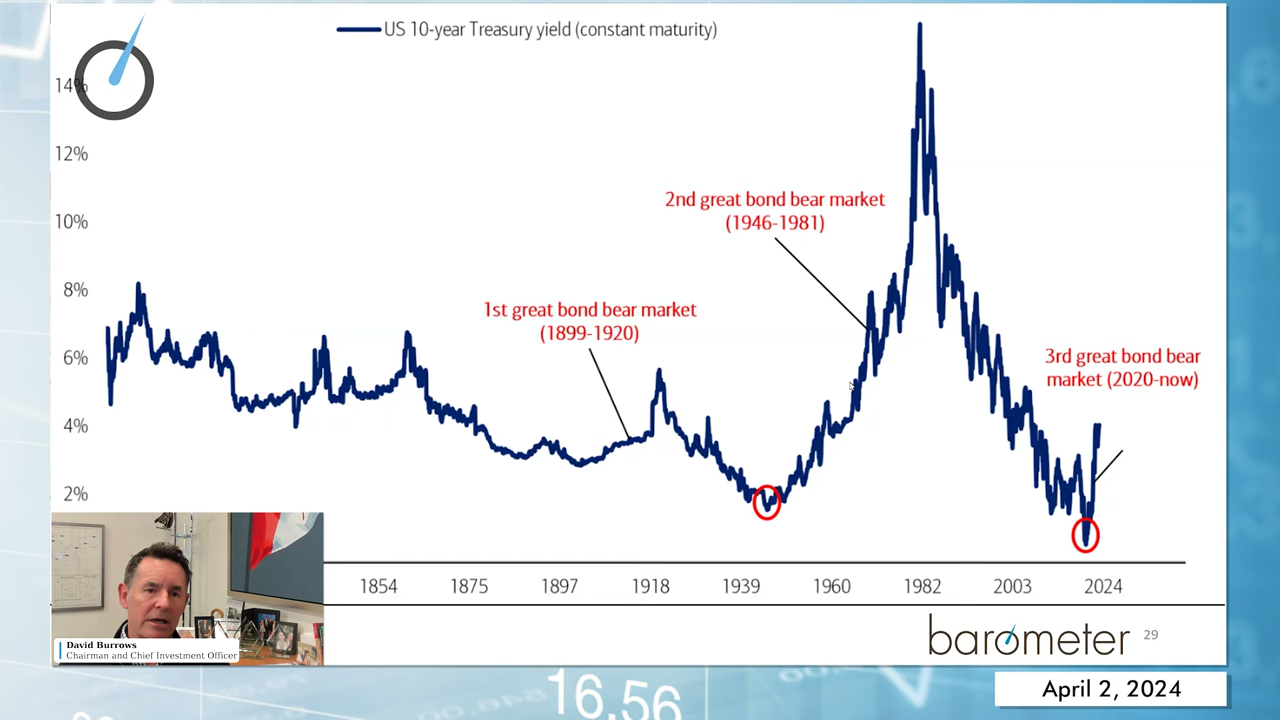 US 10-year Treasury yield (constant maturity)
14%
12%
10%
8%
6%
4%
2%
2nd great bond bear market
(1946-1981)
1st great bond bear market
(1899-1920)
3rd great bond bear
market (2020-now)
1854 1875 1897 1918 1939 1960 1982 2003 2024
David Burrows
Chairman and Chief Investment Officer
barometer
29
April 2, 2024
16.56